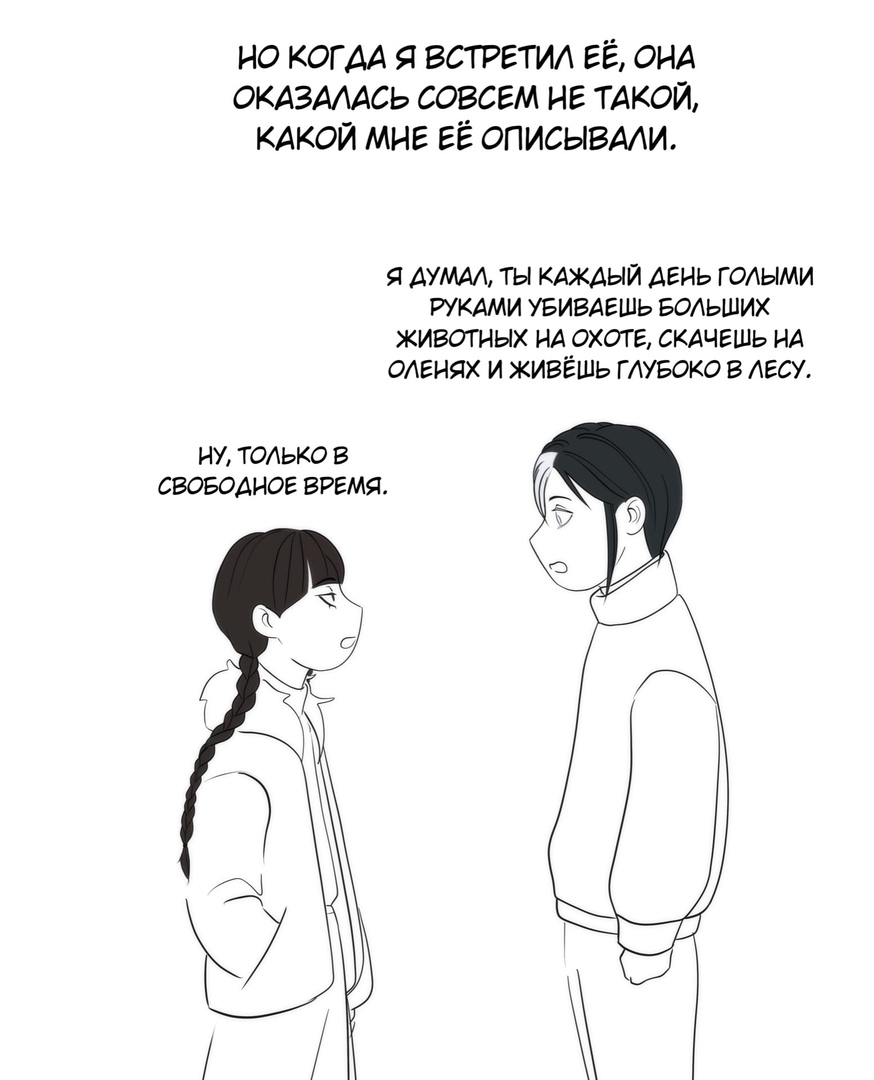 НО КОГДА Я ВСТРЕТИЛ ЕЁ, ОНА
ОКАЗАЛАСЬ СОВСЕМ НЕ ТАКОЙ,
КАКОЙ МНЕ ЕЁ ОПИСЫВАЛИ.
Я ДУМАЛ, ТЫ КАЖДЫЙ ДЕНЬ ГОЛЫМИ
РУКАМИ УБИВАЕШЬ БОЛЬШИХ
ЖИВОТНЫХ НА ОХОТЕ, СКАЧЕШЬ НА
ОЛЕНЯХ И ЖИВЁШЬ ГЛУБОКО В ЛЕСУ.
НУ, ТОЛЬКО В
СВОБОДНОЕ ВРЕМЯ.